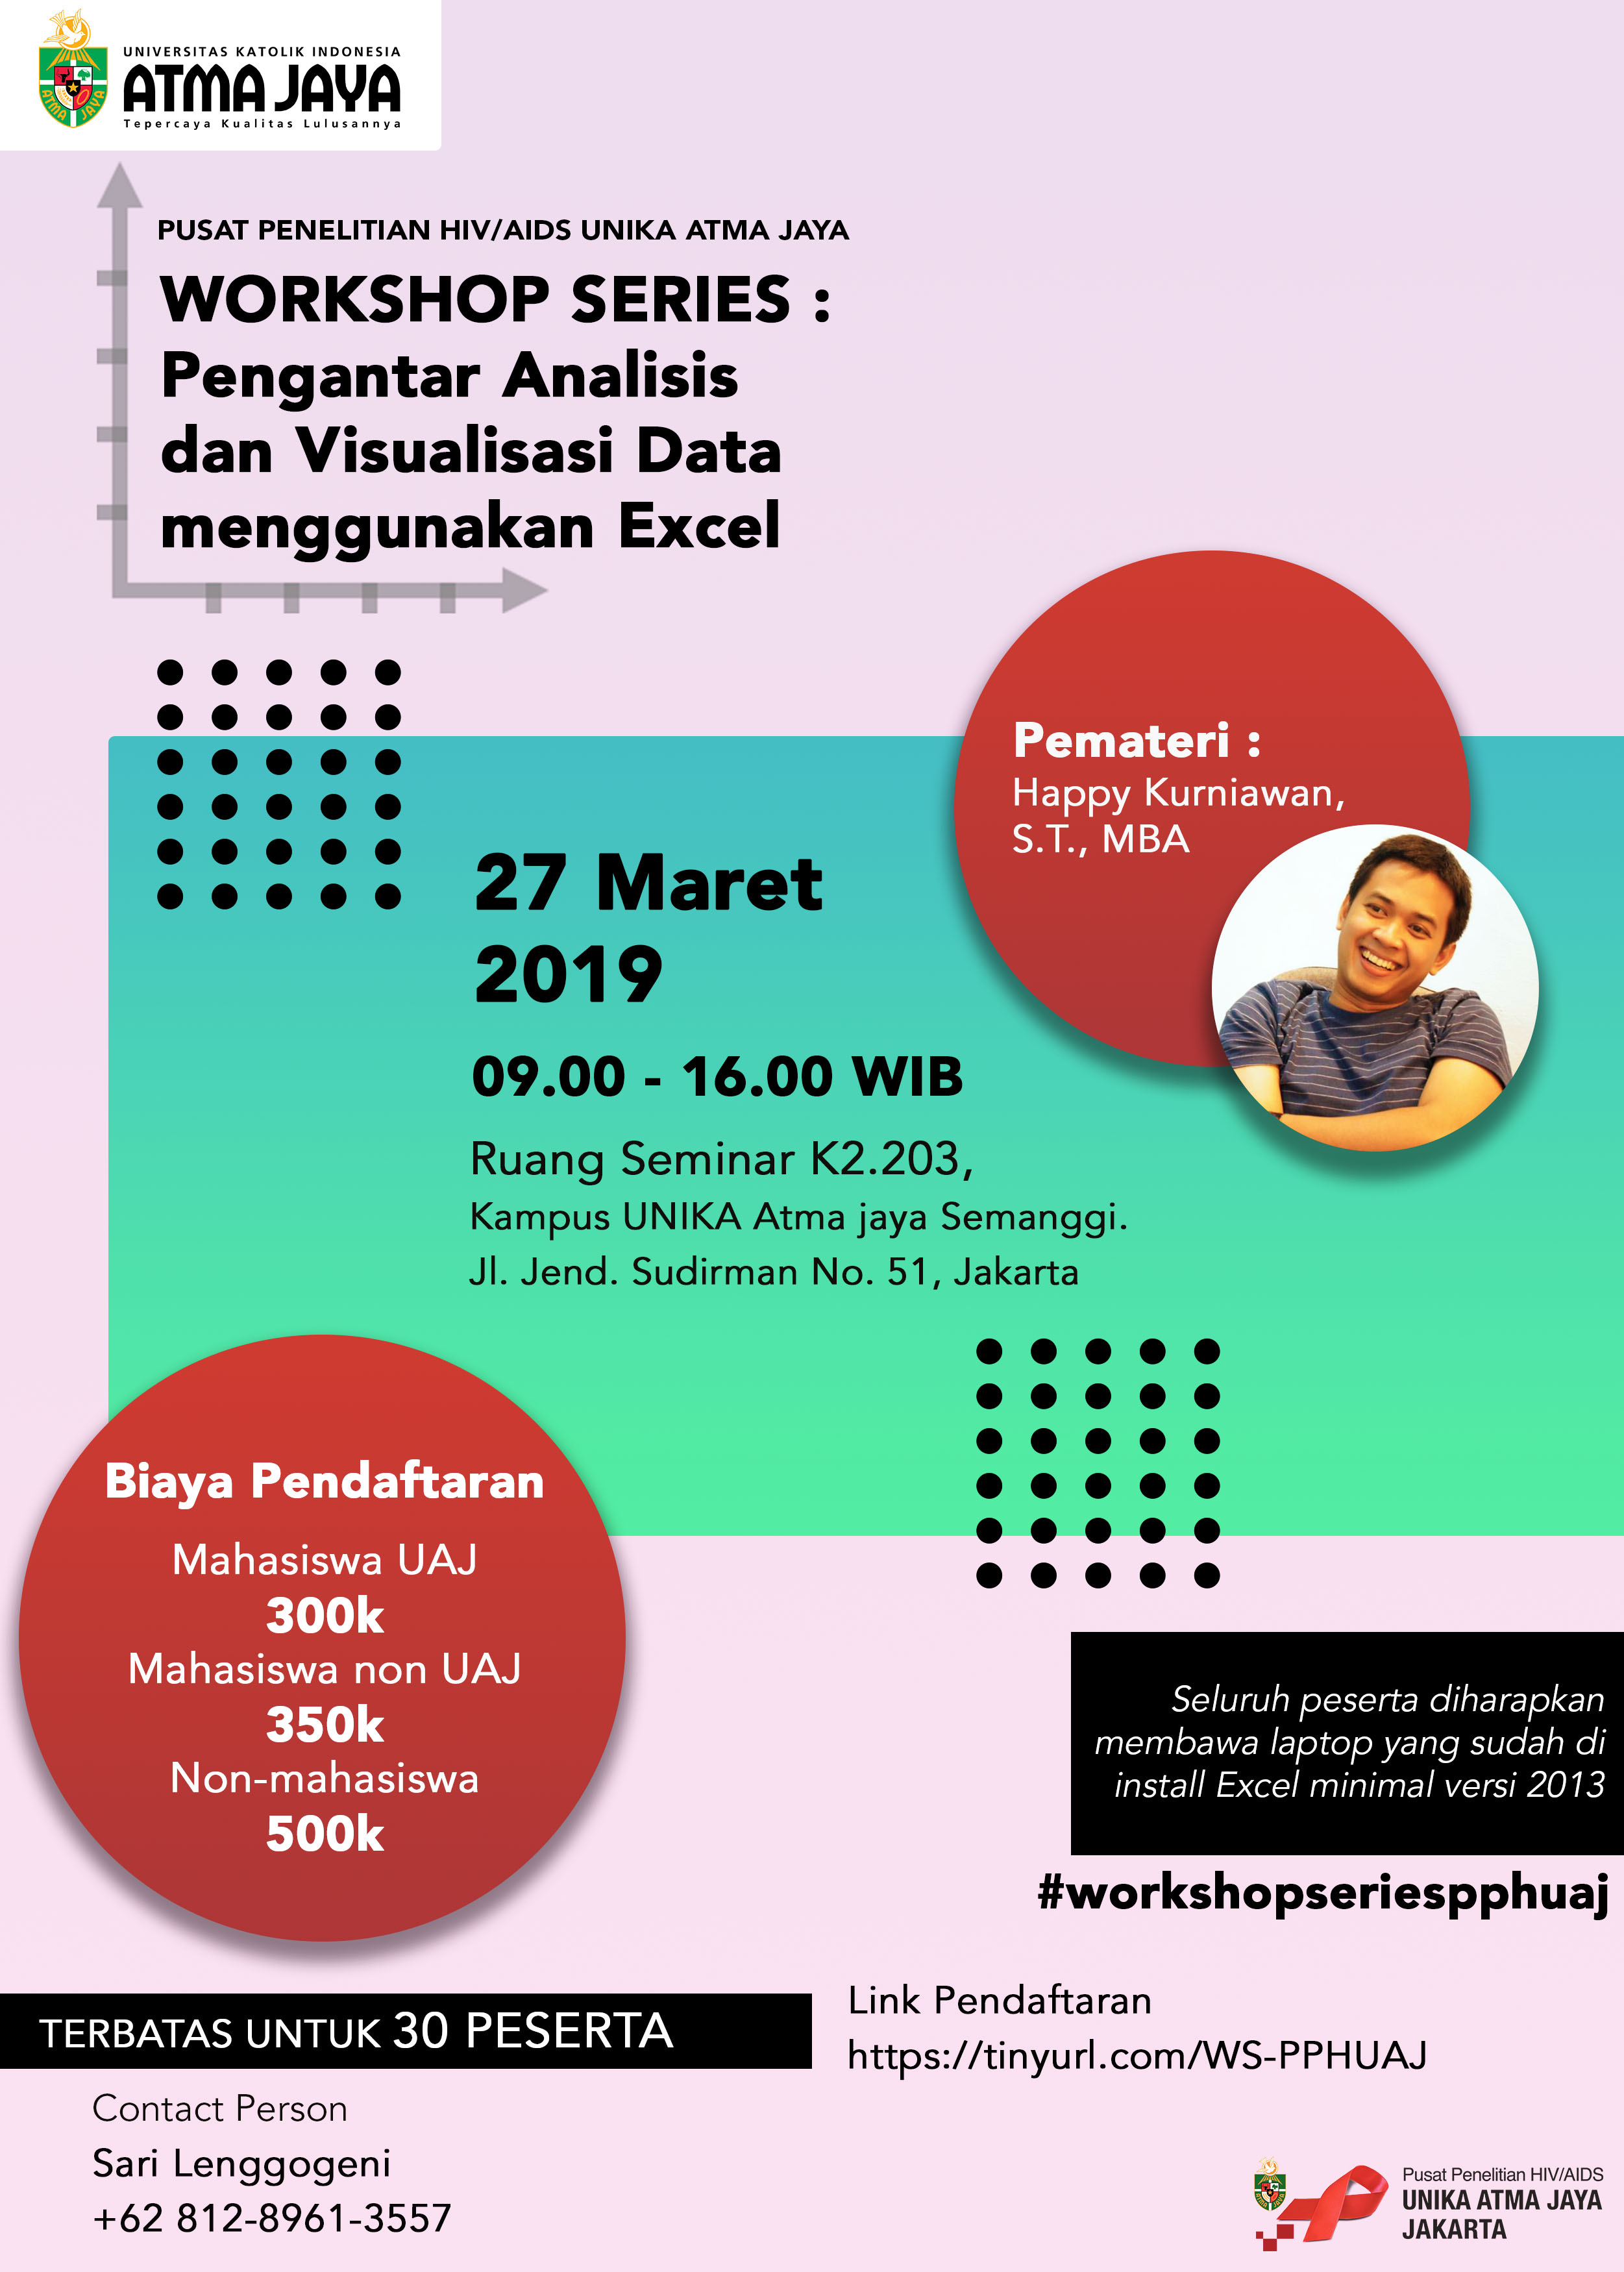 UNIVERSITAS KATOLIK INDONESIA
ATMA JAYA
Tepercaya Kualitas Lulusannya
PUSAT PENELITIAN HIV/AIDS UNIKA ATMA JAYA
WORKSHOP SERIES :
Pengantar Analisis
dan Visualisasi Data
menggunakan Excel
Pemateri :
Happy Kurniawan,
S.T., MBA
27 Maret
2019
09.00 - 16.00 WIB
Ruang Seminar K2.203,
Kampus UNIKA Atma jaya Semanggi.
Jl. Jend. Sudirman No. 51, Jakarta
Biaya Pendaftaran
Mahasiswa UAJ
300k
Mahasiswa non UAJ
350k
Non-mahasiswa
500k
Seluruh peserta diharapkan
membawa laptop yang sudah di
install Excel minimal versi 2013
#workshopseriespphuaj
TERBATAS UNTUK 30 PESERTA
Link Pendaftaran
https://tinyurl.com/WS-PPHUAJ
Contact Person
Sari Lenggogeni
+62 812-8961-3557
Pusat Penelitian HIV/AIDS
UNIKA ATMA JAYA
JAKARTA